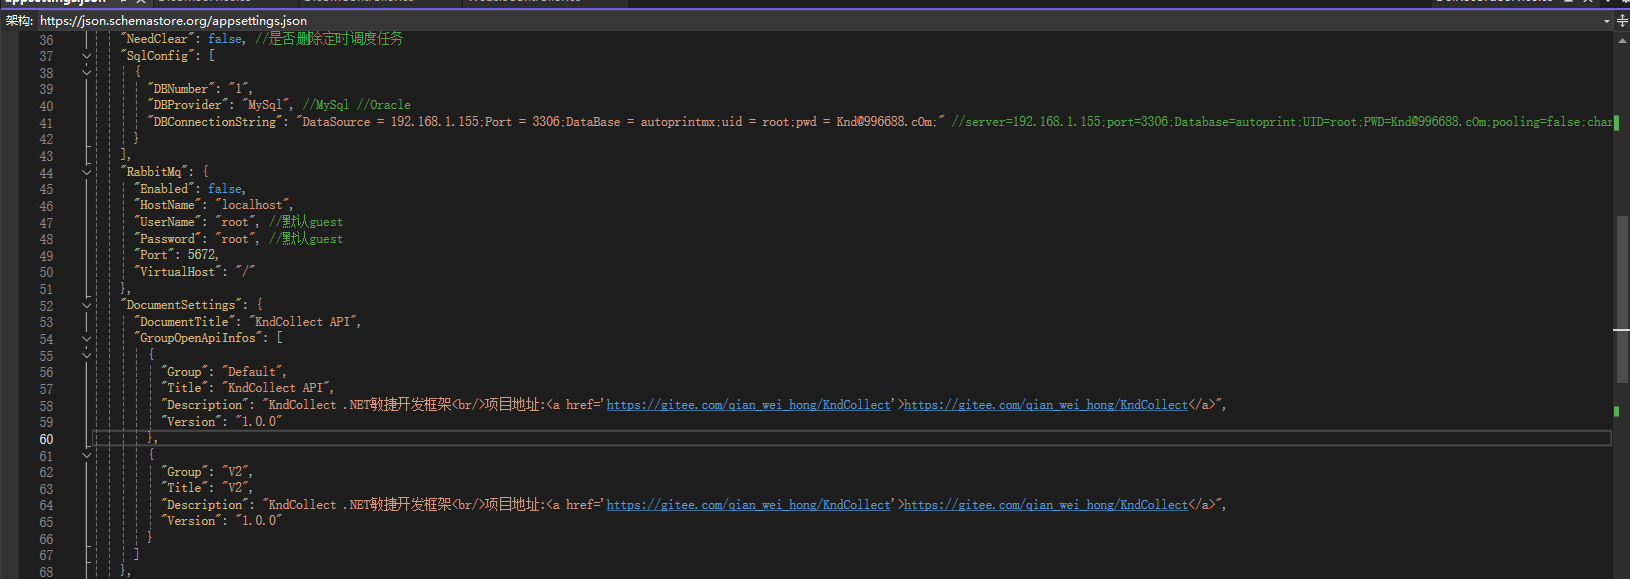 架构: https://json.schemastore.org/appsettings.json
36 "NeedClear": false, //是否删除定时调度任务
37 "SqlConfig": [
38 {
39 "DBNumber": "1",
40 "DBProvider": "MySql", //MySql //Oracle
41 "DBConnectionString": "DataSource = 192.168.1.155;Port = 3306;DataBase = autoprintmx;uid = root;pwd = Knd@996688.cOm;" //server=192.168.1.155;port=3306;Database=autoprint;UID=root;PWD=Knd@996688.cOm;pooling=false;char
42 }
43 ],
44 "RabbitMq": {
45 "Enabled": false,
46 "HostName": "localhost",
47 "UserName": "root", //默认guest
48 "Password": "root", //默认guest
49 "Port": 5672,
50 "VirtualHost": "/"
51 },
52 "DocumentSettings": {
53 "DocumentTitle": "KndCollect API",
54 "GroupOpenApiInfos": [
55 {
56 "Group": "Default",
57 "Title": "KndCollect API",
58 "Description": "KndCollect .NET敏捷开发框架<br/>项目地址:<a href='https://gitee.com/qian_wei_hong/KndCollect'>https://gitee.com/qian_wei_hong/KndCollect</a>",
59 "Version": "1.0.0"
60 },
61 {
62 "Group": "V2",
63 "Title": "V2",
64 "Description": "KndCollect .NET敏捷开发框架<br/>项目地址:<a href='https://gitee.com/qian_wei_hong/KndCollect'>https://gitee.com/qian_wei_hong/KndCollect</a>",
65 "Version": "1.0.0"
66 }
67 ]
68 },